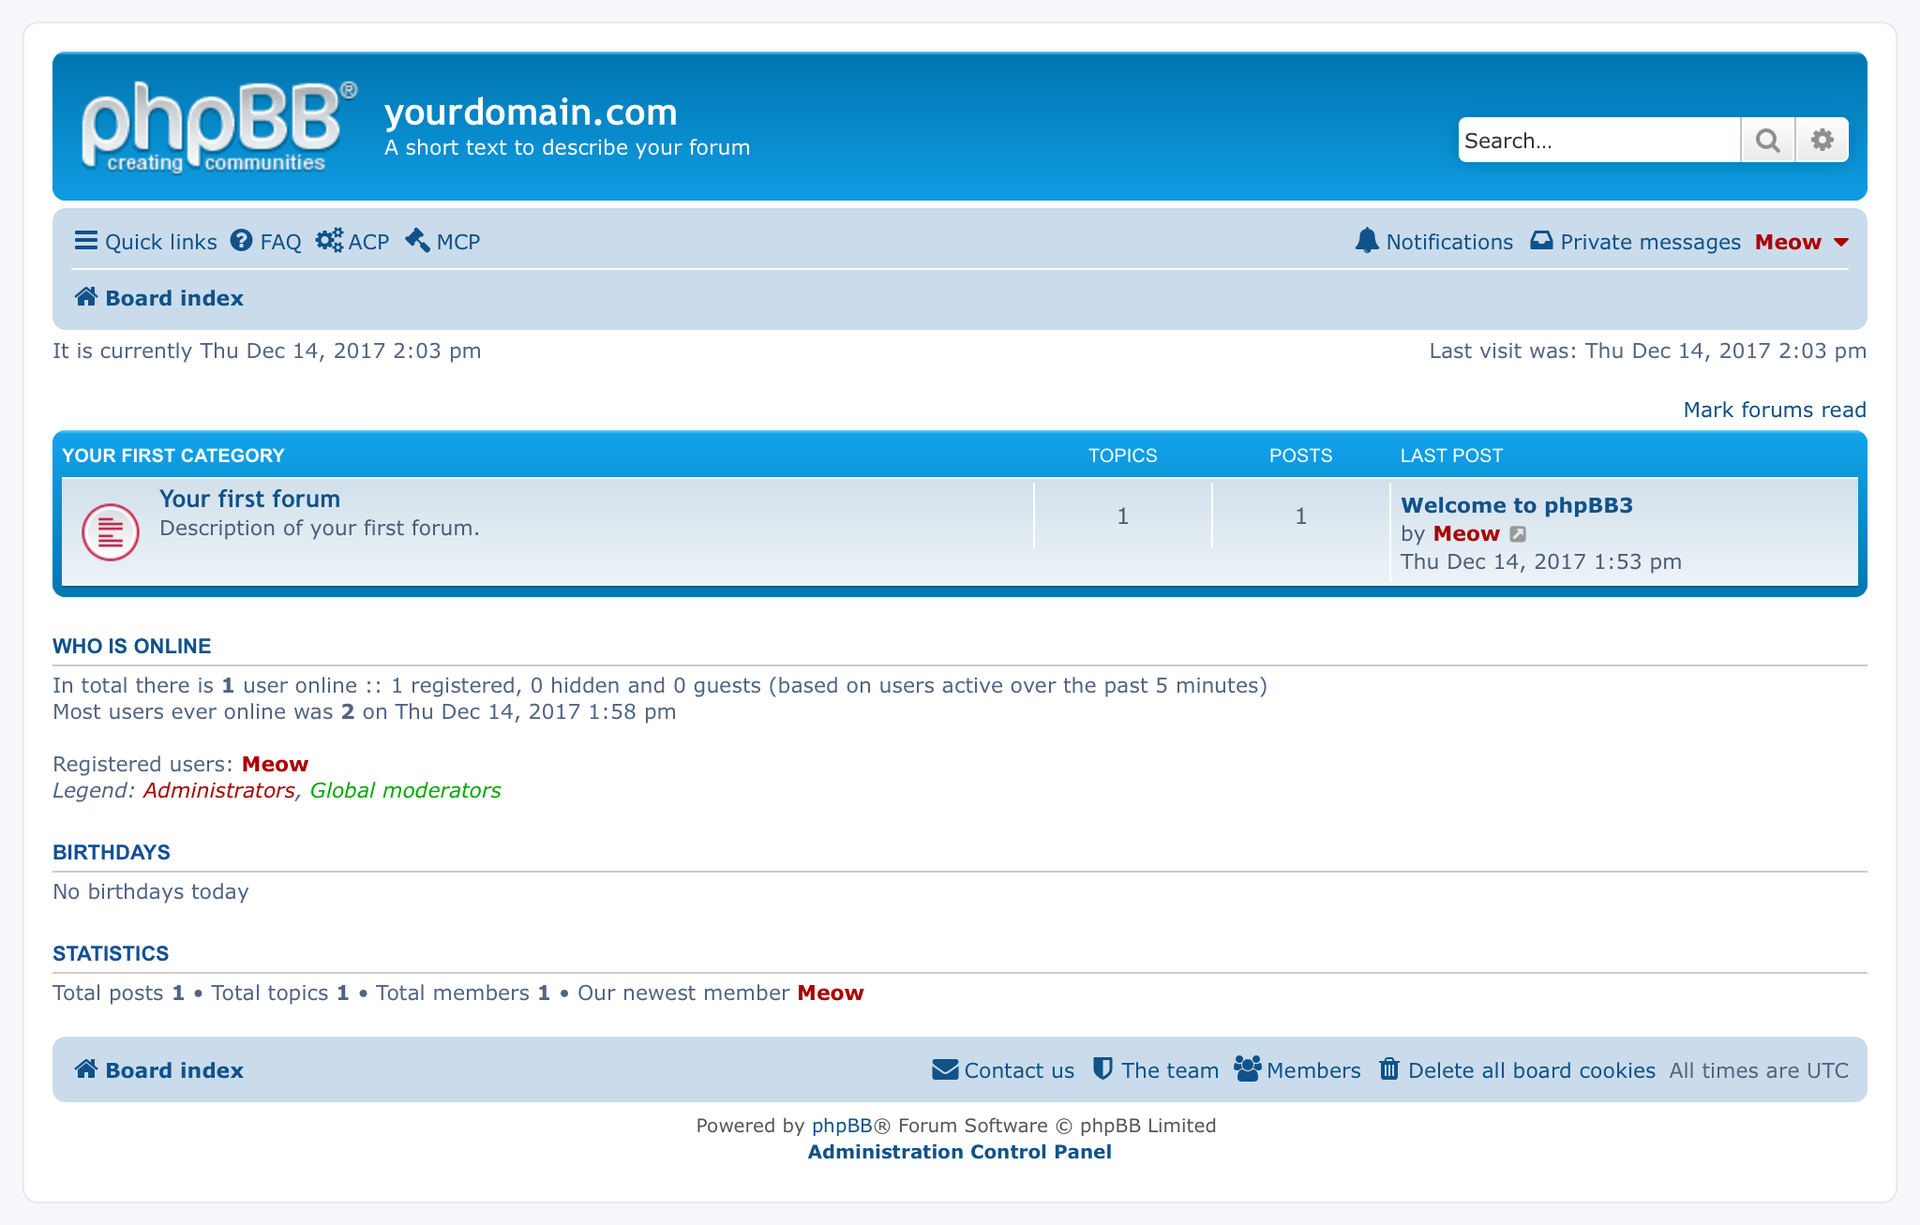 phpBB®
creating communities
yourdomain.com
A short text to describe your forum
Search…
Quick links FAQ ACP MCP
Notifications Private messages Meow
Board index
It is currently Thu Dec 14, 2017 2:03 pm
Last visit was: Thu Dec 14, 2017 2:03 pm
Mark forums read
YOUR FIRST CATEGORY TOPICS POSTS LAST POST
Your first forum
Description of your first forum.
1
1
Welcome to phpBB3
by Meow
Thu Dec 14, 2017 1:53 pm
WHO IS ONLINE
In total there is 1 user online :: 1 registered, 0 hidden and 0 guests (based on users active over the past 5 minutes)
Most users ever online was 2 on Thu Dec 14, 2017 1:58 pm
Registered users: Meow
Legend: Administrators, Global moderators
BIRTHDAYS
No birthdays today
STATISTICS
Total posts 1 • Total topics 1 • Total members 1 • Our newest member Meow
Board index
Contact us The team Members Delete all board cookies All times are UTC
Powered by phpBB® Forum Software © phpBB Limited
Administration Control Panel